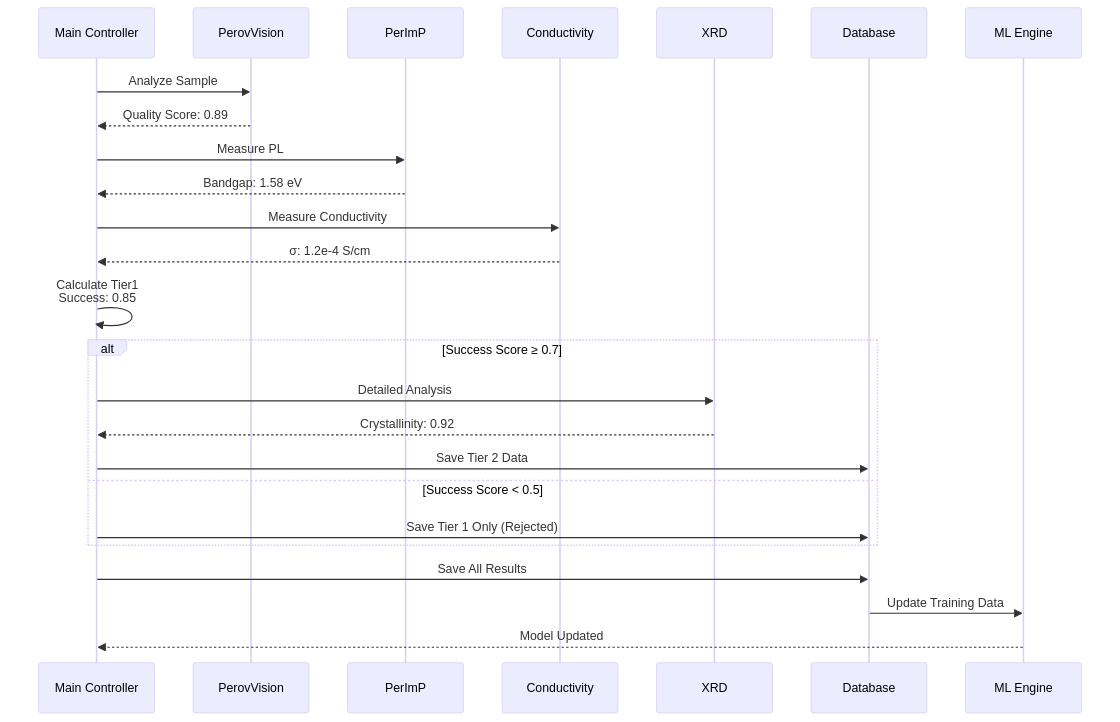 Main Controller
PerovVision
PerImP
Conductivity
XRD
Database
ML Engine
Analyze Sample
Quality Score: 0.89
Measure PL
Bandgap: 1.58 eV
Measure Conductivity
σ: 1.2e-4 S/cm
Calculate Tier1
Success: 0.85
alt
[Success Score ≥ 0.7]
Detailed Analysis
Crystallinity: 0.92
Save Tier 2 Data
[Success Score < 0.5]
Save Tier 1 Only (Rejected)
Save All Results
Update Training Data
Model Updated
Main Controller
PerovVision
PerImP
Conductivity
XRD
Database
ML Engine